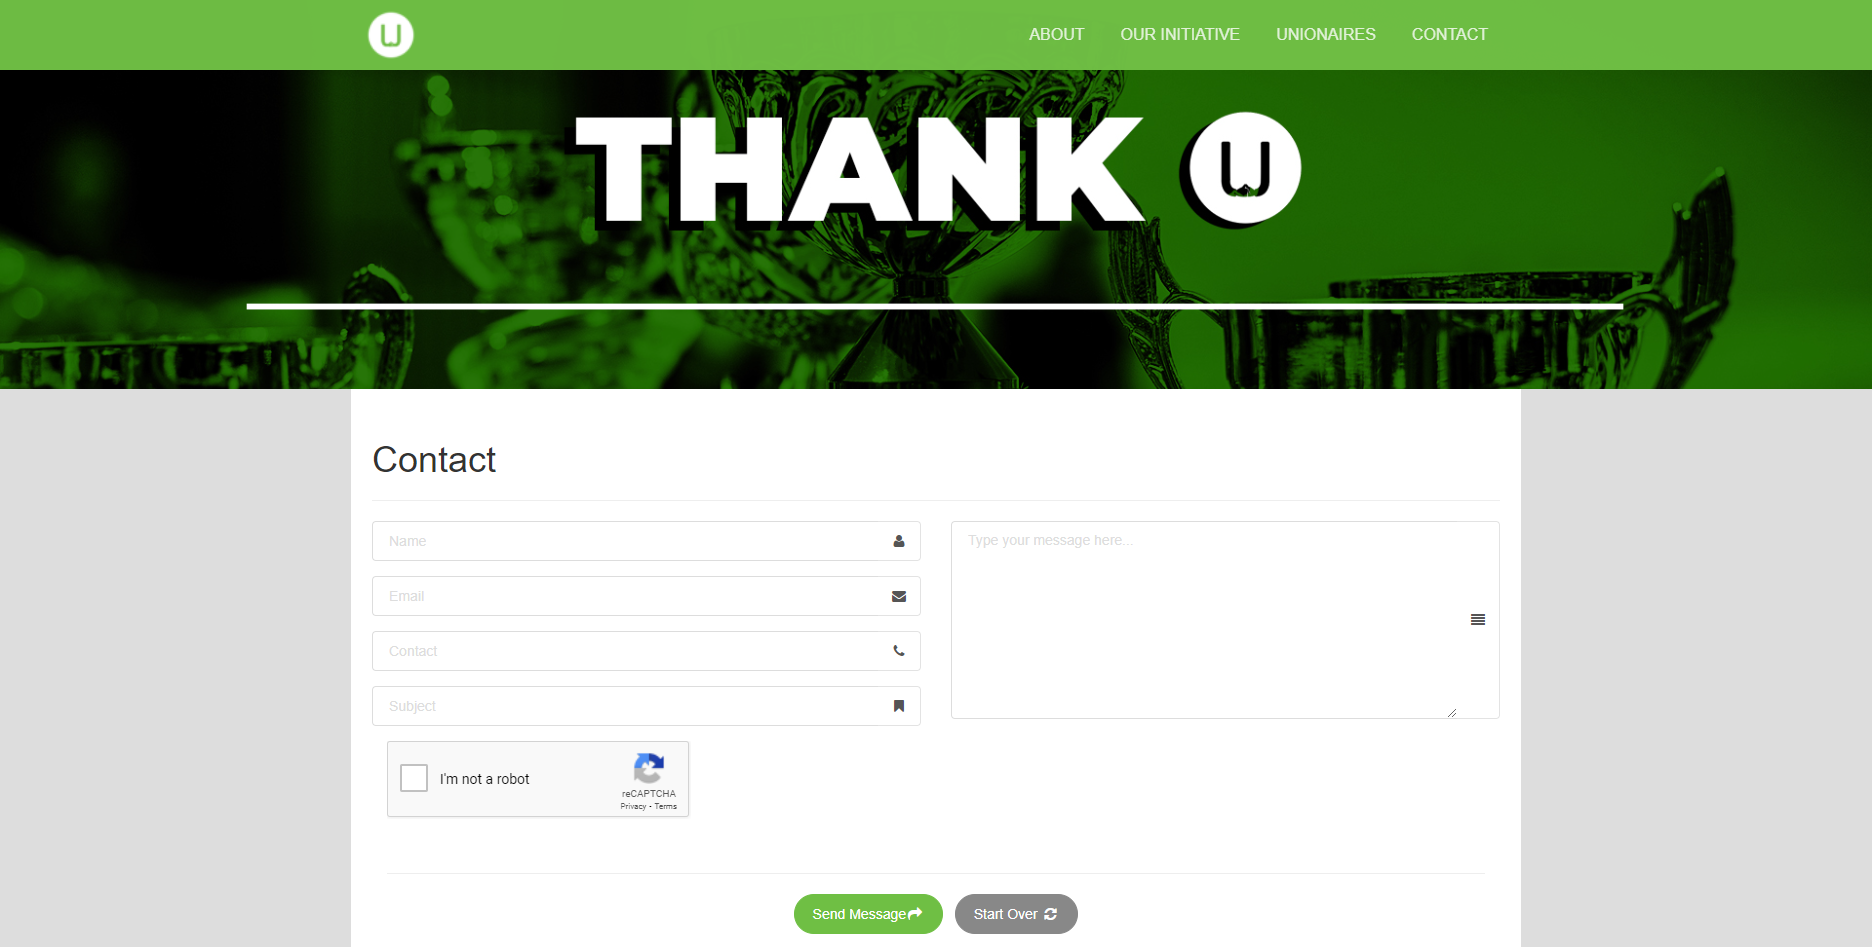 U
ABOUT OUR INITIATIVE UNIONAIRES CONTACT
THANK U
Contact
Name
Email
Contact
Subject
Type your message here...
I'm not a robot
reCAPTCHA
Privacy - Terms
Send Message
Start Over